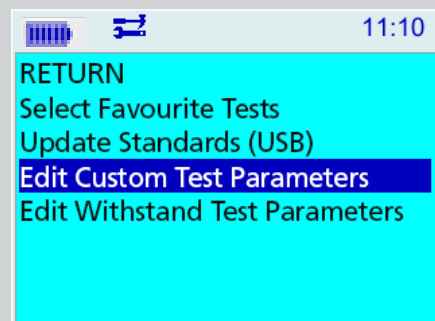 11:10
RETURN
Select Favourite Tests
Update Standards (USB)
Edit Custom Test Parameters
Edit Withstand Test Parameters